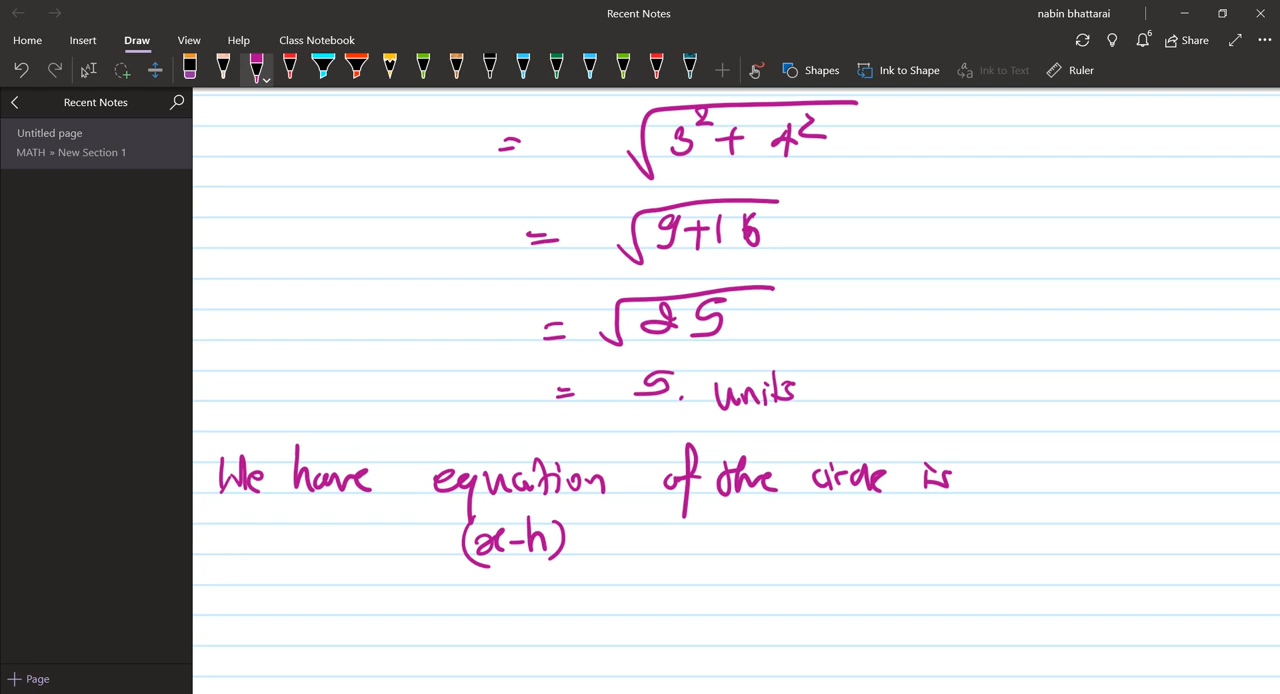 Recent Notes
nabin bhattarai
Home Insert Draw View Help Class Notebook
6
Share
Shapes Ink to Shape Ink to Text Ruler
Recent Notes
Untitled page
MATH » New Section 1
= √3² + 4²
= √9+16
= √25
= 5. units
We have equation of the circle is
(x-h)
Page